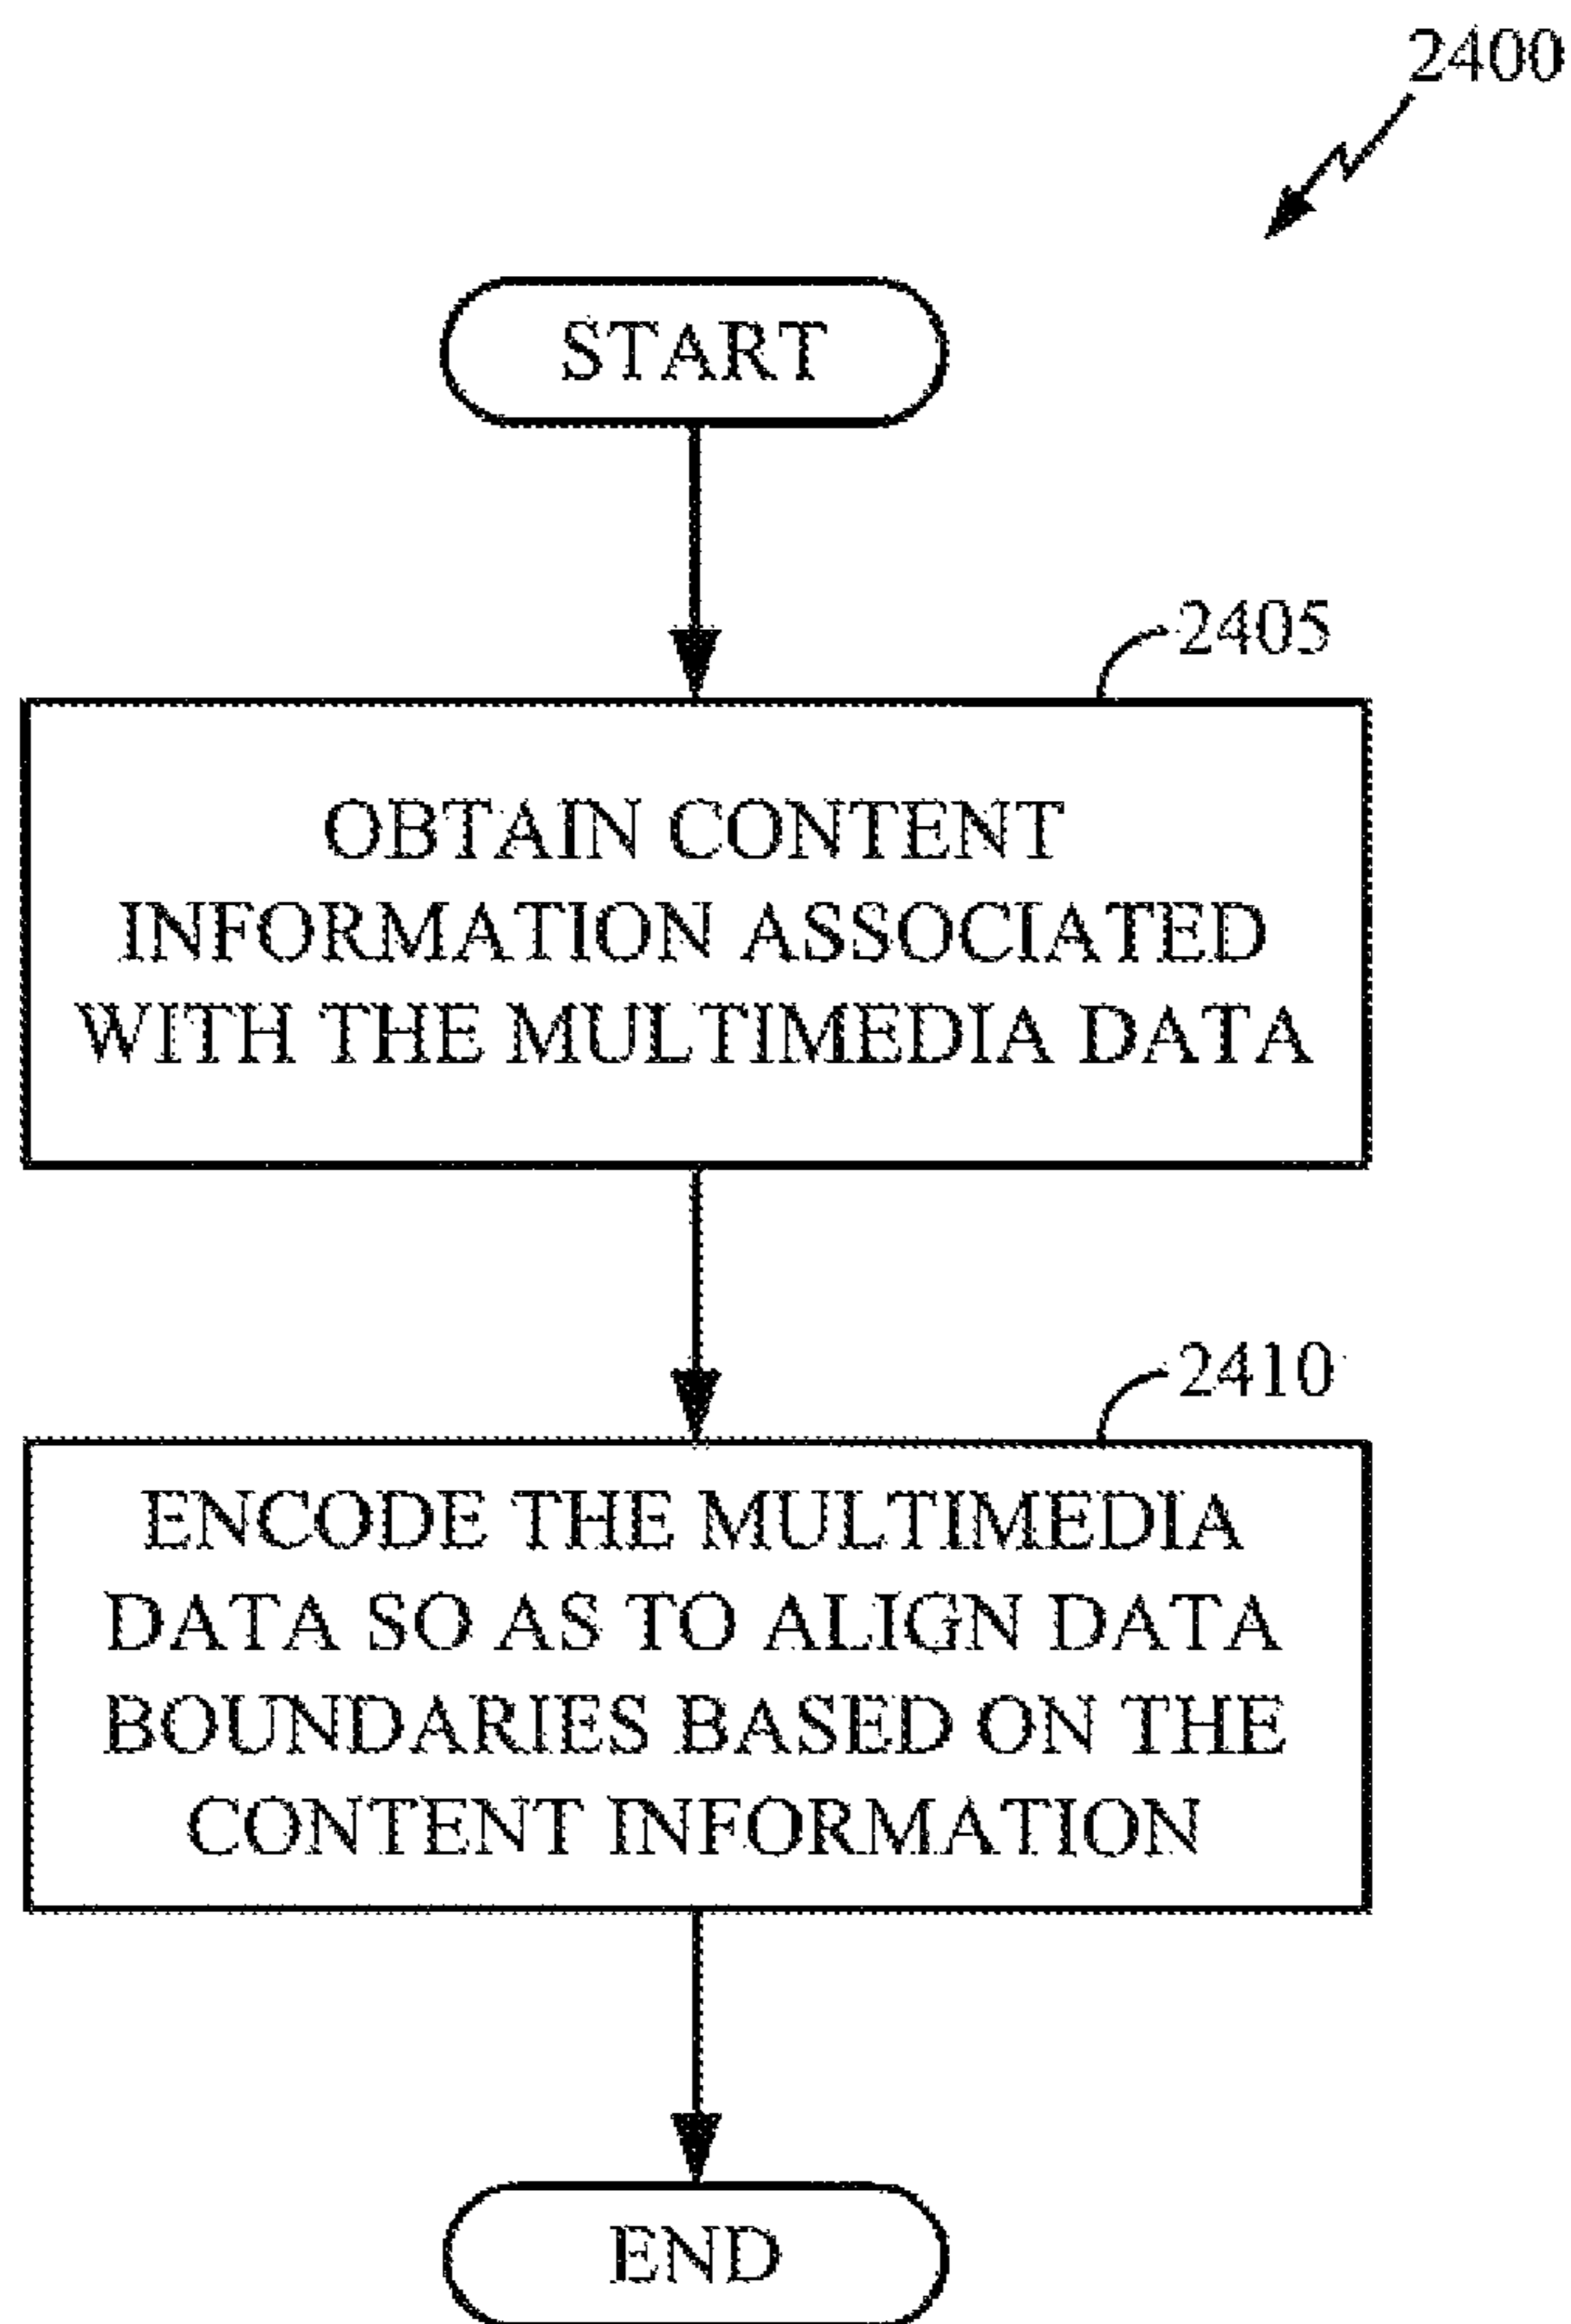 2400
START
2405
OBTAIN CONTENT
INFORMATION ASSOCIATED
WITH THE MULTIMEDIA DATA
2410
ENCODE THE MULTIMEDIA
DATA SO AS TO ALIGN DATA
BOUNDARIES BASED ON THE
CONTENT INFORMATION
END